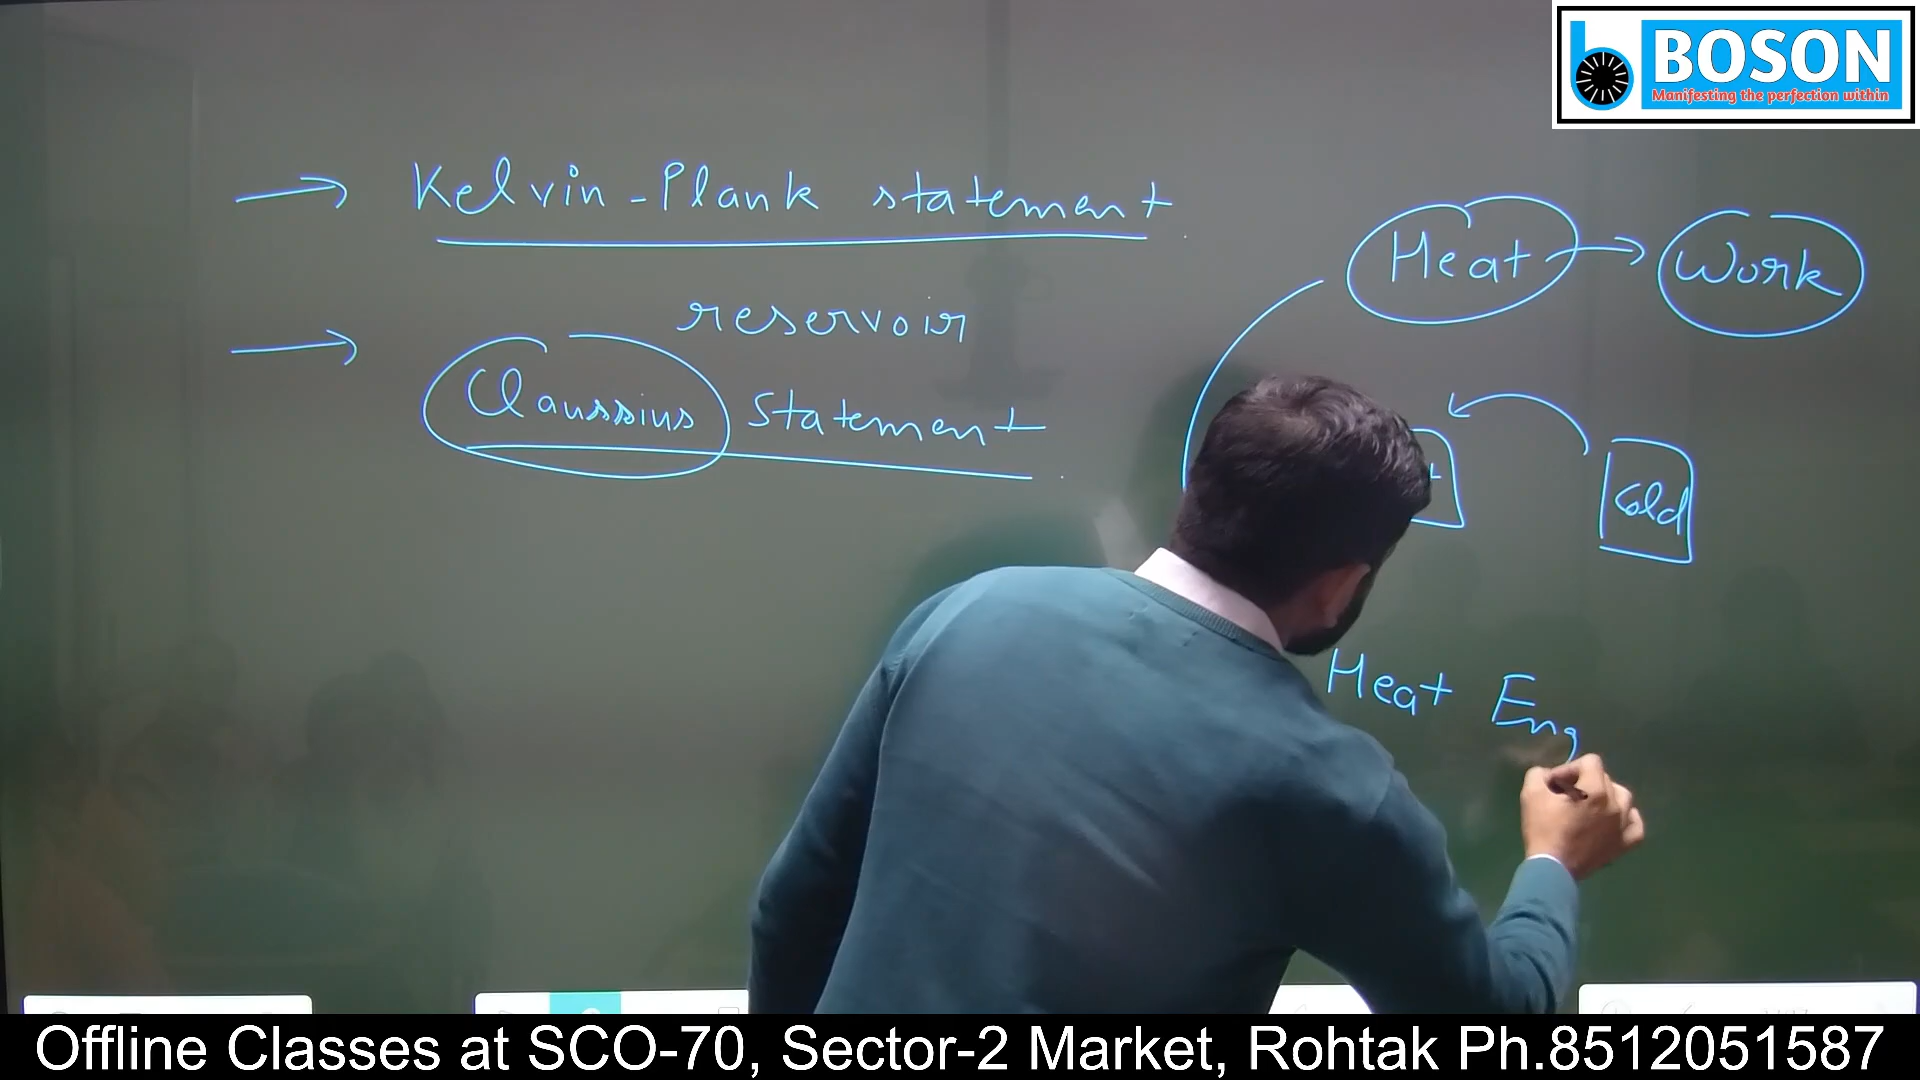 BOSON
Manifesting the perfection within
→ Kelvin-Plank statement
Heat → Work
reservoir
→ Claussius Statement
Cold
Heat Eng
Offline Classes at SCO-70, Sector-2 Market, Rohtak Ph.8512051587